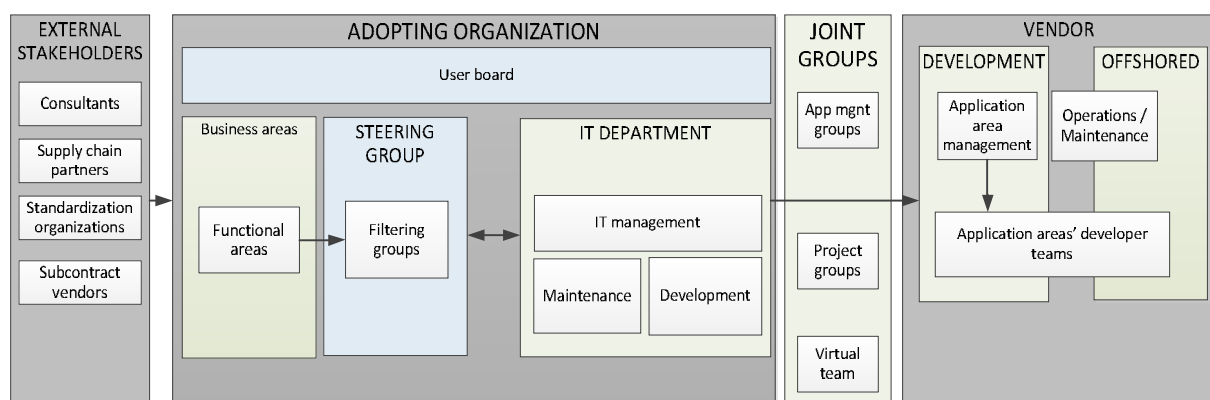 EXTERNAL
STAKEHOLDERS
Consultants
Supply chain
partners
Standardization
organizations
Subcontract
vendors
ADOPTING ORGANIZATION
User board
Business areas
Functional
areas
STEERING
GROUP
Filtering
groups
IT DEPARTMENT
IT management
Maintenance
Development
JOINT
GROUPS
App mgnt
groups
Project
groups
Virtual
team
VENDOR
DEVELOPMENT
OFFSHORED
Application
area
management
Operations /
Maintenance
Application areas' developer
teams